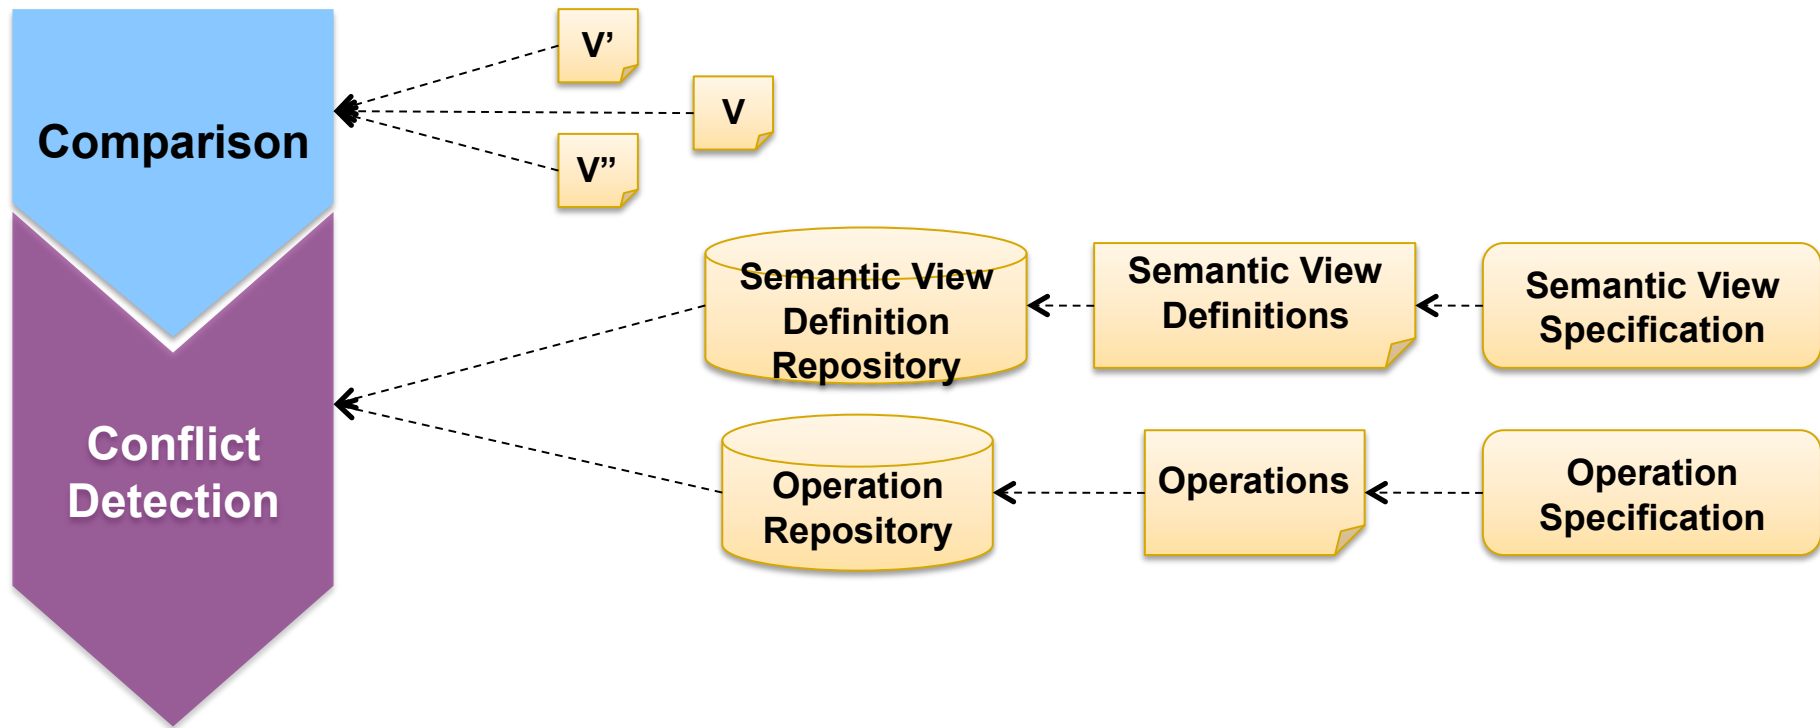 V’
V
Comparison
V”
Semantic View
Definition
Repository
Semantic View
Definitions
Semantic View
Specification
Conflict
Detection
Operation
Repository
Operations
Operation
Specification